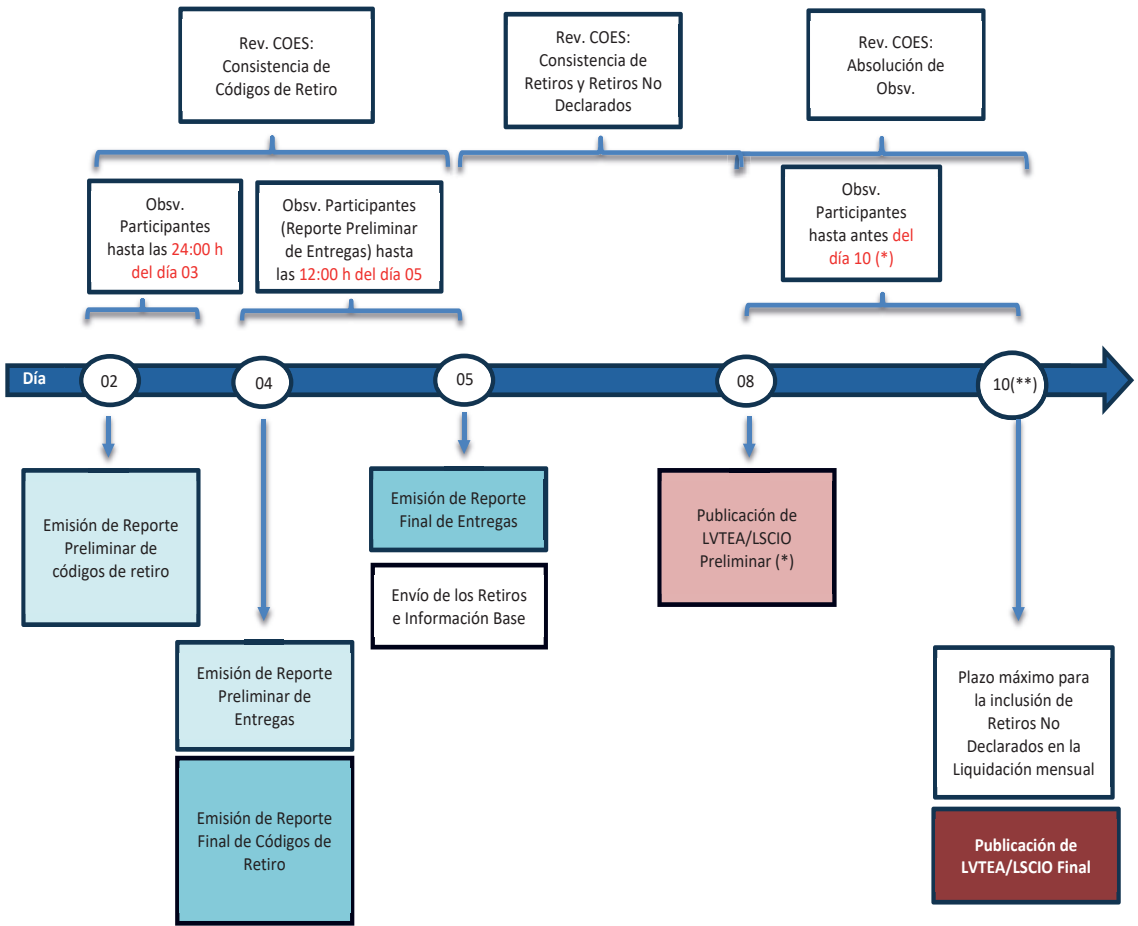 Rev. COES:
Consistencia de
Códigos de Retiro
Rev. COES:
Consistencia de
Retiros y Retiros No
Declarados
Rev. COES:
Absolución de
Obsv.
Obsv.
Participantes
hasta las 24:00 h
del día 03
Obsv. Participantes
(Reporte Preliminar
de Entregas) hasta
las 12:00 h del día 05
Obsv.
Participantes
hasta antes del
día 10 (*)
Día
02
04
05
08
10(**)
Emisión de Reporte
Preliminar de
códigos de retiro
Emisión de Reporte
Preliminar de
Entregas
Emisión de Reporte
Final de Códigos de
Retiro
Emisión de Reporte
Final de Entregas
Envío de los Retiros
e Información Base
Publicación de
LVTEA/LSCIO
Preliminar (*)
Plazo máximo para
la inclusión de
Retiros No
Declarados en la
Liquidación mensual
Publicación de
LVTEA/LSCIO Final